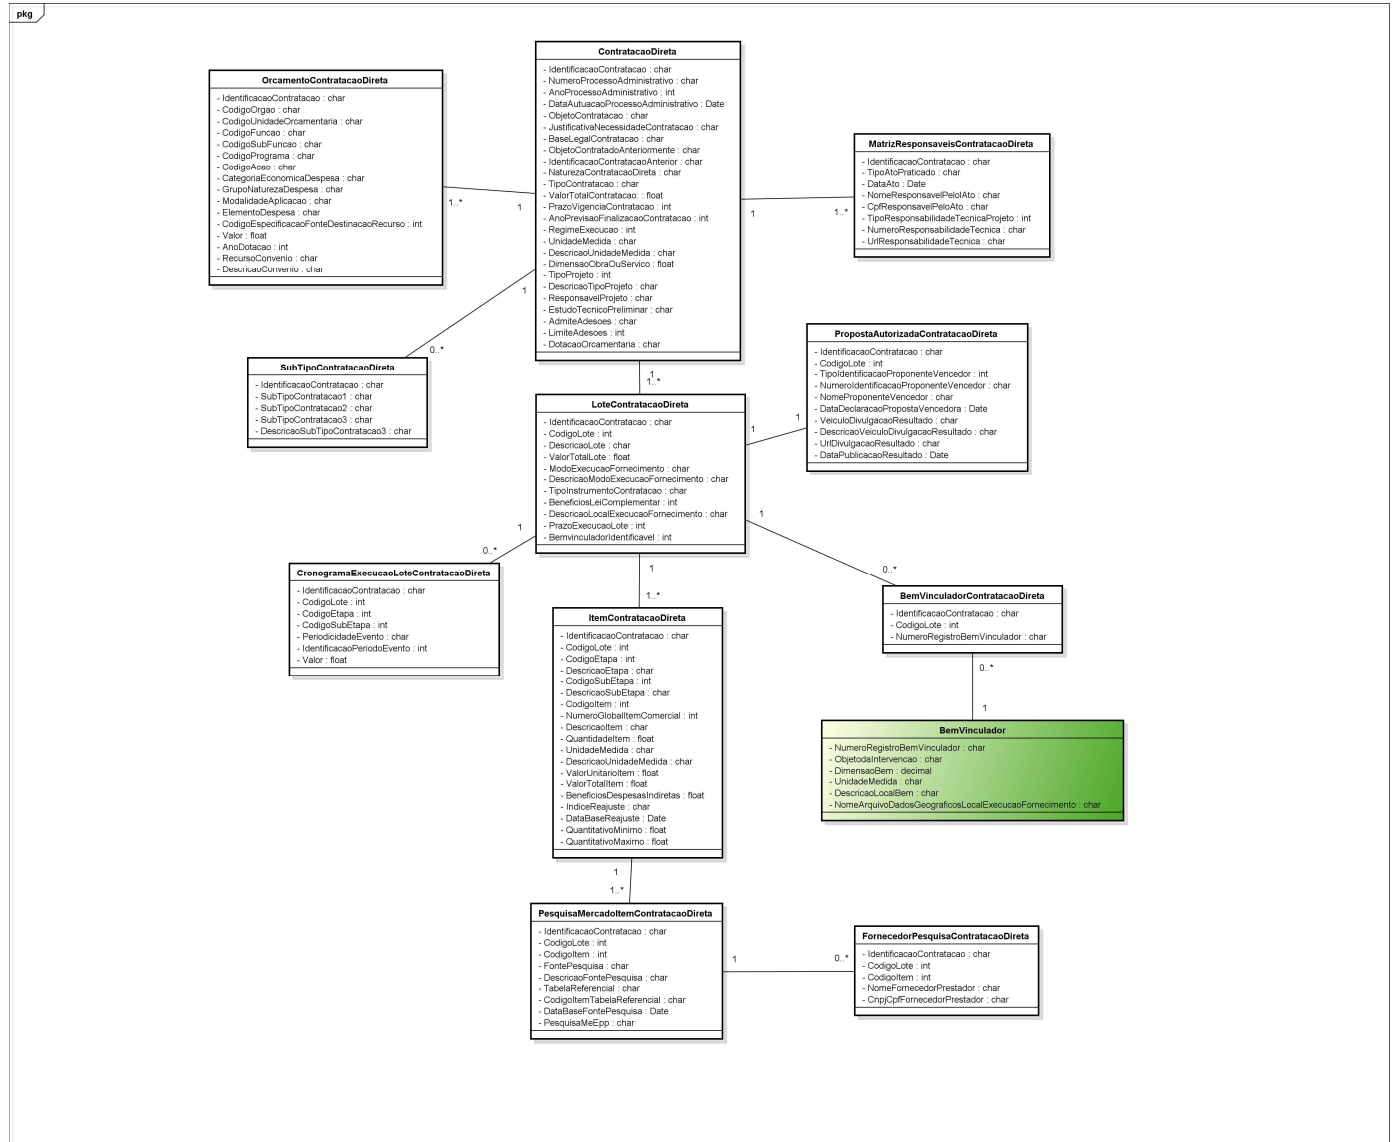 pkg
ContratacaoDireta
- IdentificacaoContratacao : char
- NumeroProcessoAdministrativo : char
- AnoProcessoAdministrativo : int
- DataAutuacaoProcessoAdministrativo : Date
- ObjetoContratacao : char
- JustificativaNecessidadeContratacao : char
- BaseLegalContratacao : char
- ObjetoContratadoAnteriormente : char
- IdentificacaoContratacaoAnterior : char
- NaturezaContratacaoDireta : char
- TipoContratacao : char
- ValorTotalContratacao: : float
- PrazoVigenciaContratacao : int
- AnoPrevisaoFinalizacaoContratacao : int
- RegimeExecucao : int
- UnidadeMedida : char
- DescricaoUnidadeMedida : char
- DimensaoObraOuServico : float
- TipoProjeto : int
- DescricaoTipoProjeto : char
- ResponsavelProjeto : char
- EstudoTecnicoPreliminar : char
- AdmiteAdesoes : char
- LimiteAdesoes : int
- DotacaoOrcamentaria : char
OrcamentoContratacaoDireta
- IdentificacaoContratacao : char
- CodigoOrgao : char
- CodigoUnidadeOrcamentaria : char
- CodigoFuncao : char
- CodigoSubFuncao : char
- CodigoPrograma : char
- CodigoAcao : char
- CategoriaEconomicaDespesa : char
- GrupoNaturezaDespesa : char
- ModalidadeAplicacao : char
- ElementoDespesa : char
- CodigoEspecificacaoFonteDestinacaoRecurso : int
- Valor : float
- AnoDotacao : int
- RecursoConvenio : char
- DescricaoConvenio : char
1..*
1
MatrizResponsaveisContratacaoDireta
- IdentificacaoContratacao : char
- TipoAtoPraticado : char
- DataAto : Date
- NomeResponsavelPeloIAto : char
- CpfResponsavelPeloAto : char
- TipoResponsabilidadeTecnicaProjeto : int
- NumeroResponsabilidadeTecnica : char
- UrlResponsabilidadeTecnica : char
1
1..*
1
0..*
SubTipoContratacaoDireta
- IdentificacaoContratacao : char
- SubTipoContratacao1 : char
- SubTipoContratacao2 : char
- SubTipoContratacao3 : char
- DescricaoSubTipoContratacao3 : char
PropostaAutorizadaContratacaoDireta
- IdentificacaoContratacao : char
- CodigoLote : int
- TipoIdentificacaoProponenteVencedor : int
- NumeroIdentificacaoProponenteVencedor : char
- NomeProponenteVencedor : char
- DataDeclaracaoPropostaVencedora : Date
- VeiculoDivulgacaoResultado : char
- DescricaoVeiculoDivulgacaoResultado : char
- UrlDivulgacaoResultado : char
- DataPublicacaoResultado : Date
1
1..*
LoteContratacaoDireta
- IdentificacaoContratacao : char
- CodigoLote : int
- DescricaoLote : char
- ValorTotalLote : float
- ModoExecucaoFornecimento : char
- DescricaoModoExecucaoFornecimento : char
- TipoInstrumentoContratacao : char
- BeneficiosLeiComplementar : int
- DescricaoLocalExecucaoFornecimento : char
- PrazoExecucaoLote : int
- BemvinculadorIdentificavel : int
1
1
1
0..*
1
0..*
CronogramaExecucaoLoteContratacaoDireta
- IdentificacaoContratacao : char
- CodigoLote : int
- CodigoEtapa : int
- CodigoSubEtapa : int
- PeriodicidadeEvento : char
- IdentificacaoPeriodoEvento : int
- Valor : float
1
1..*
BemVinculadorContratacaoDireta
- IdentificacaoContratacao : char
- CodigoLote : int
- NumeroRegistroBemVinculador : char
ItemContratacaoDireta
- IdentificacaoContratacao : char
- CodigoLote : int
- CodigoEtapa : int
- DescricaoEtapa : char
- CodigoSubEtapa : int
- DescricaoSubEtapa : char
- CodigoItem : int
- NumeroGlobalItemComercial : int
- DescricaoItem : char
- QuantidadeItem : float
- UnidadeMedida : char
- DescricaoUnidadeMedida : char
- ValorUnitarioItem : float
- ValorTotalItem : float
- BeneficiosDespesasIndiretas : float
- IndiceReajuste : char
- DataBaseReajuste : Date
- QuantitativoMinimo : float
- QuantitativoMaximo : float
0..*
1
BemVinculador
- NumeroRegistroBemVinculador : char
- ObjetodaIntervencao : char
- DimensaoBem : decimal
- UnidadeMedida : char
- DescricaoLocalBem : char
- NomeArquivoDadosGeograficosLocalExecucaoFornecimento : char
1
1..*
PesquisaMercadoItemContratacaoDireta
- IdentificacaoContratacao : char
- CodigoLote : int
- CodigoItem : int
- FontePesquisa : char
- DescricaoFontePesquisa : char
- TabelaReferencial : char
- CodigoItemTabelaReferencial : char
- DataBaseFontePesquisa : Date
- PesquisaMeEpp : char
1
0..*
FornecedorPesquisaContratacaoDireta
- IdentificacaoContratacao : char
- CodigoLote : int
- CodigoItem : int
- NomeFornecedorPrestador : char
- CnpjCpfFornecedorPrestador : char